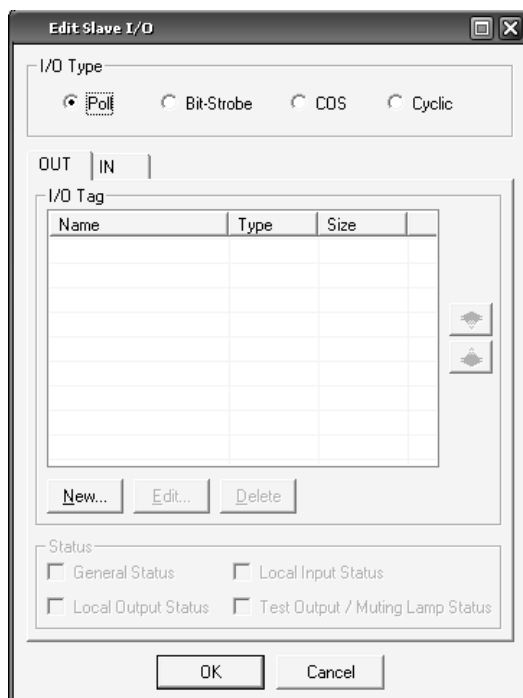 Edit Slave I/O
I/O Type
Poll Bit-Strobe COS Cyclic
OUT IN
I/O Tag
Name Type Size
New... Edit... Delete
Status
General Status Local Input Status
Local Output Status Test Output / Muting Lamp Status
OK Cancel